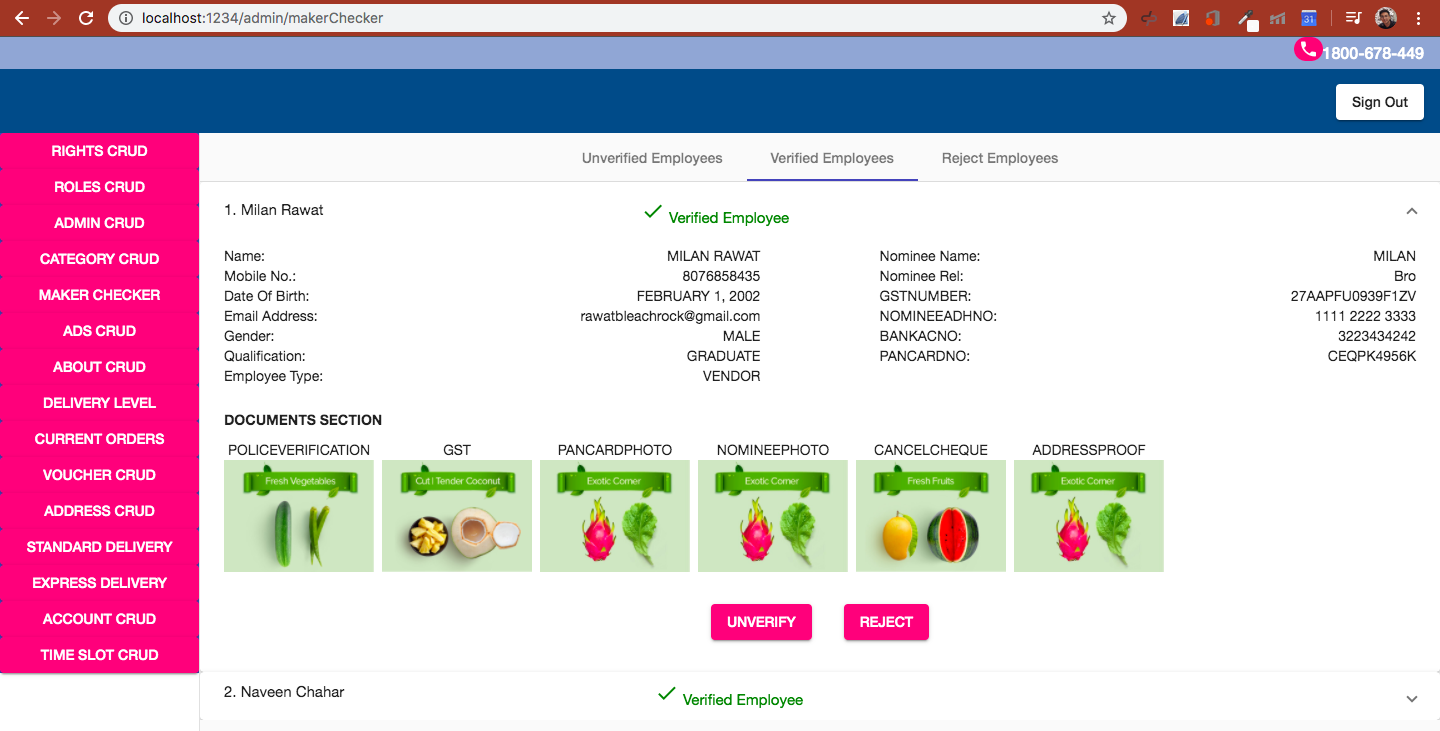 localhost:1234/admin/makerChecker
31
1800-678-449
Sign Out
RIGHTS CRUD
ROLES CRUD
ADMIN CRUD
CATEGORY CRUD
MAKER CHECKER
ADS CRUD
ABOUT CRUD
DELIVERY LEVEL
CURRENT ORDERS
VOUCHER CRUD
ADDRESS CRUD
STANDARD DELIVERY
EXPRESS DELIVERY
ACCOUNT CRUD
TIME SLOT CRUD
Unverified Employees Verified Employees Reject Employees
1. Milan Rawat Verified Employee
Name: MILAN RAWAT
Mobile No.: 8076858435
Date Of Birth: FEBRUARY 1, 2002
Email Address: rawatbleachrock@gmail.com
Gender: MALE
Qualification: GRADUATE
Employee Type: VENDOR
Nominee Name: MILAN
Nominee Rel: Bro
GSTNUMBER: 27AAPFU0939F1ZV
NOMINEEADHNO: 1111 2222 3333
BANKACNO: 3223434242
PANCARDNO: CEQPK4956K
DOCUMENTS SECTION
POLICEVERIFICATION GST PANCARDPHOTO NOMINEEPHOTO CANCELCHEQUE ADDRESSPROOF
Fresh Vegetables Cut | Tender Coconut Exotic Corner Exotic Corner Fresh Fruits Exotic Corner
UNVERIFY REJECT
2. Naveen Chahar Verified Employee